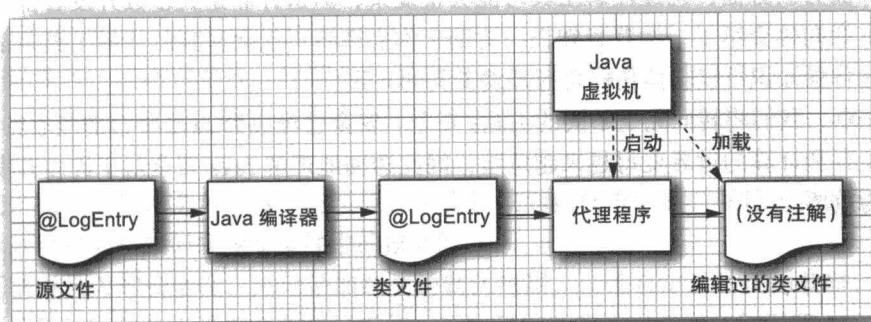 Java
虚拟机
启动
加载
@LogEntry
Java 编译器
@LogEntry
代理程序
（没有注解）
源文件
类文件
编辑过的类文件